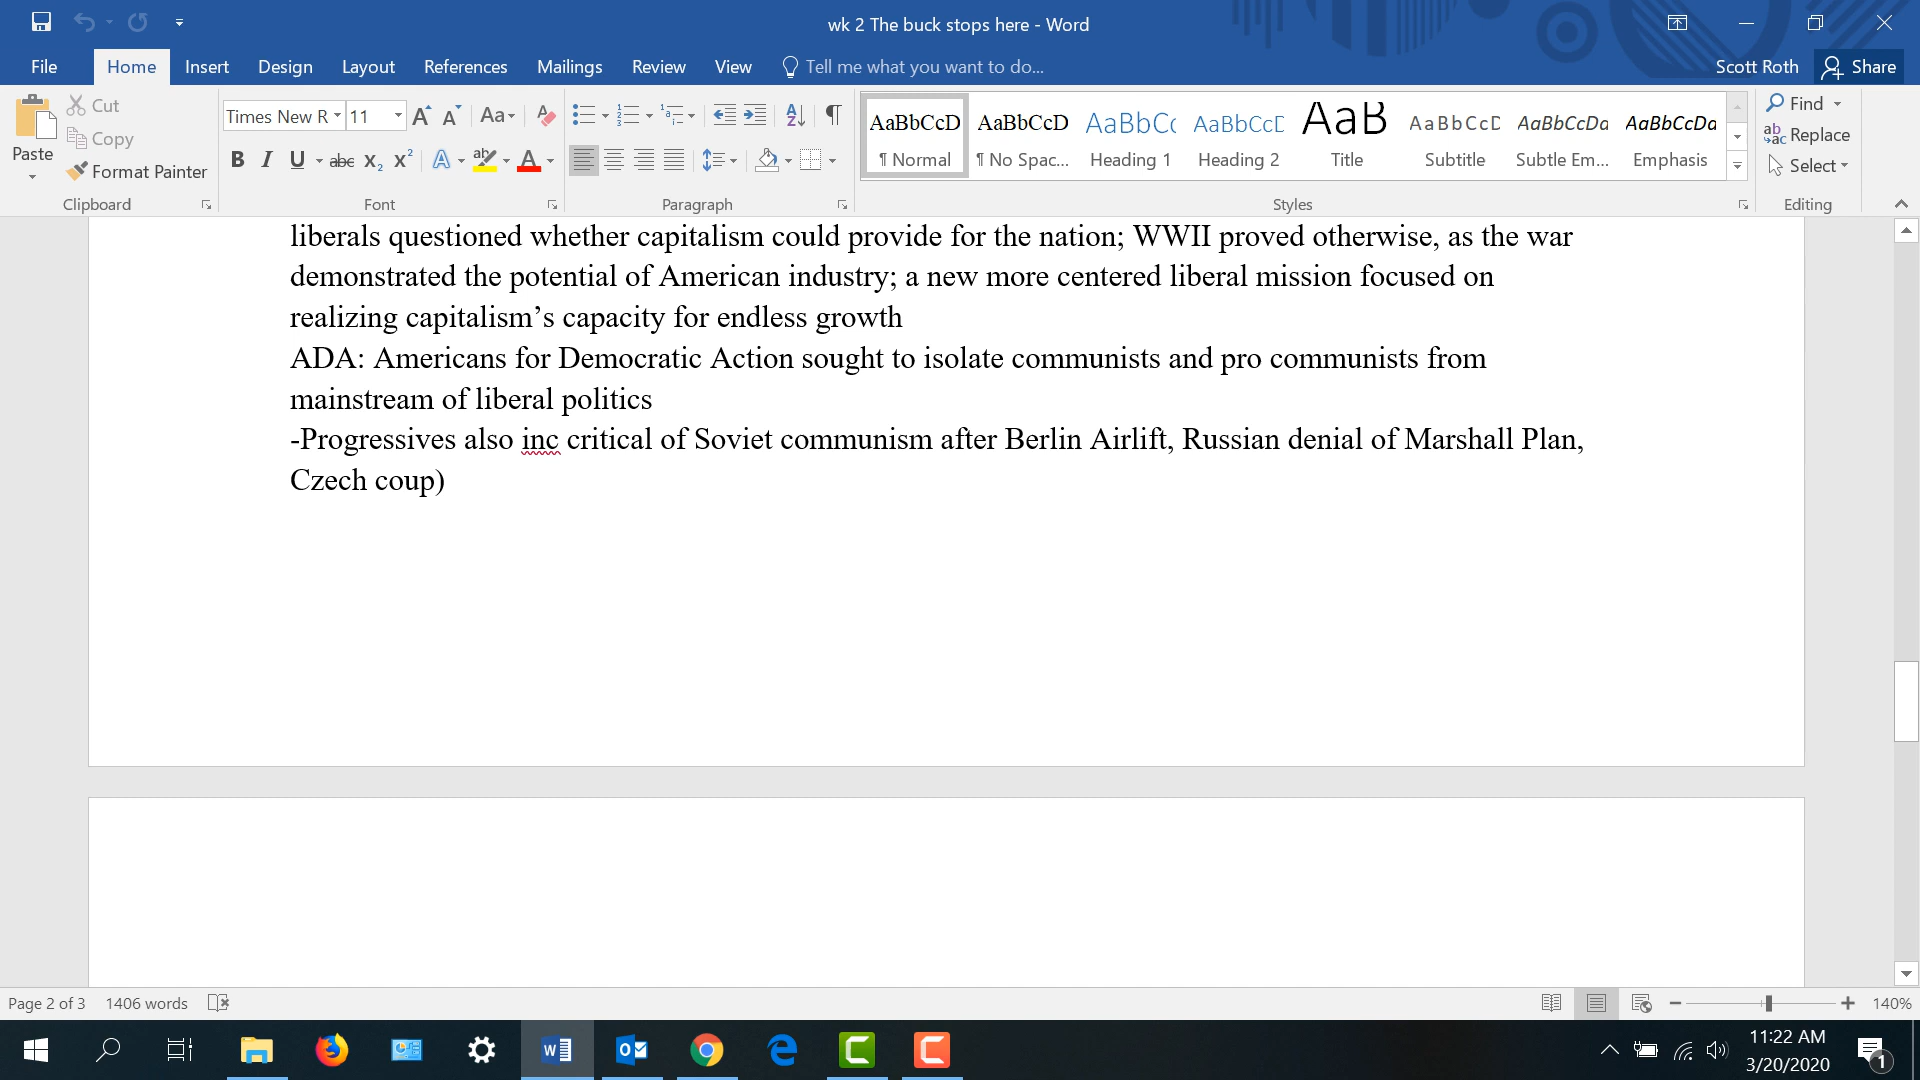 wk 2 The buck stops here - Word
File Home Insert Design Layout References Mailings Review View Tell me what you want to do... Scott Roth Share
Cut
Copy
Paste
Format Painter
Clipboard
Times New R 11
Font
Paragraph
AaBbCcD AaBbCcD AaBbCc AaBbCcD AaB AaBbCcD AaBbCcDd AaBbCcDd
¶ Normal ¶ No Spac... Heading 1 Heading 2 Title Subtitle Subtle Em... Emphasis
Styles
Find
Replace
Select
Editing
liberals questioned whether capitalism could provide for the nation; WWII proved otherwise, as the war
demonstrated the potential of American industry; a new more centered liberal mission focused on
realizing capitalism’s capacity for endless growth
ADA: Americans for Democratic Action sought to isolate communists and pro communists from
mainstream of liberal politics
-Progressives also inc critical of Soviet communism after Berlin Airlift, Russian denial of Marshall Plan,
Czech coup)
Page 2 of 3 1406 words 140%
11:22 AM
3/20/2020
1